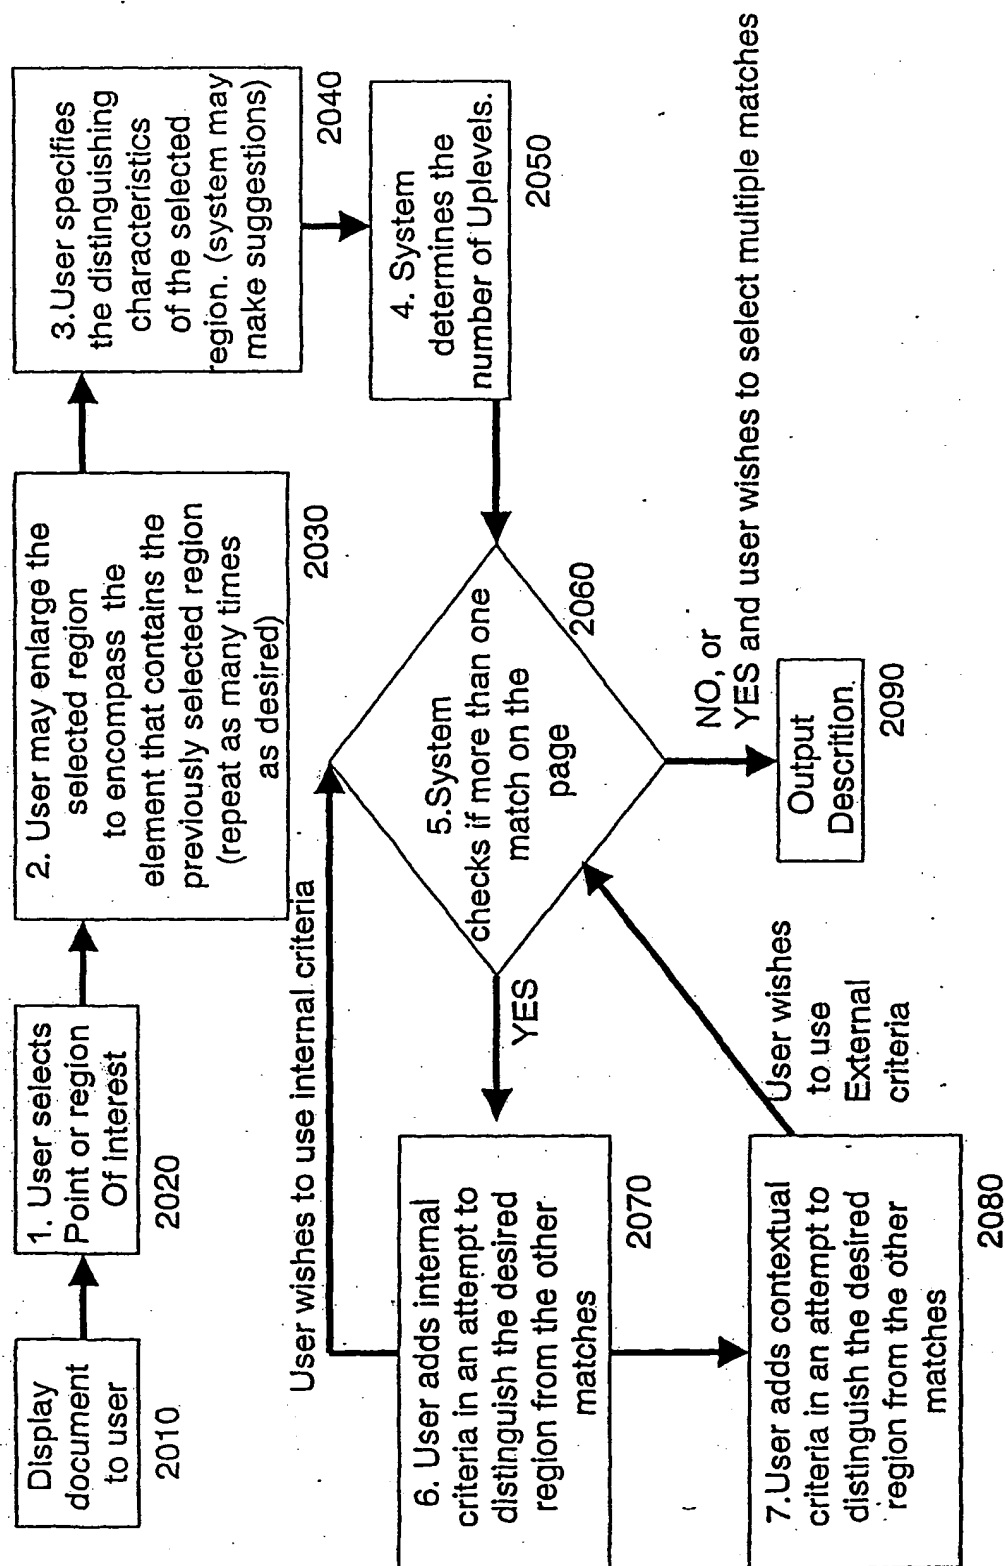 Display
document
to user
2010
1. User selects
Point or region
Of interest
2020
2. User may enlarge the
selected region
to encompass the
element that contains the
previously selected region
(repeat as many times
as desired)
2030
3.User specifies
the distinguishing
characteristics
of the selected
region. (system may
make suggestions)
2040
4. System
determines the
number of Uplevels.
2050
5.System
checks if more than one
match on the
page
2060
User wishes to use internal criteria
YES
6. User adds internal
criteria in an attempt to
distinguish the desired
region from the other
matches
2070
7.User adds contextual
criteria in an attempt to
distinguish the desired
region from the other
matches
2080
User wishes
to use
External
criteria
NO, or
YES and user wishes to select multiple matches
Output
Descrition.
2090